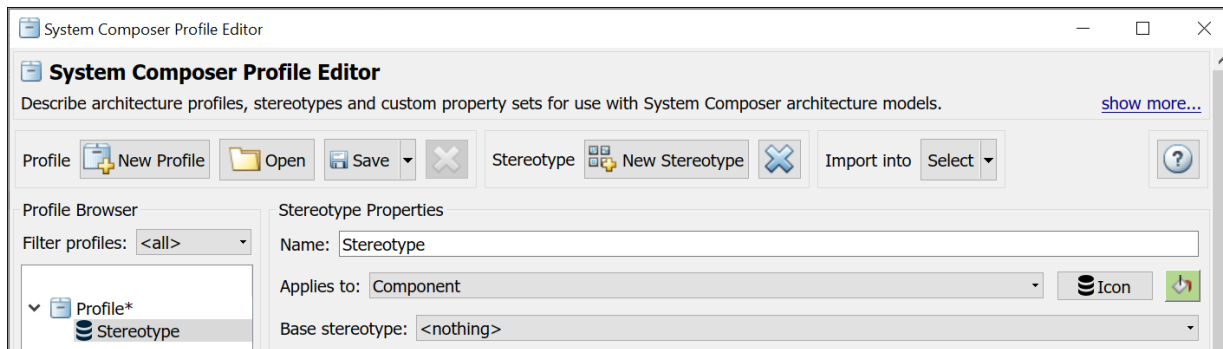 System Composer Profile Editor
System Composer Profile Editor
Describe architecture profiles, stereotypes and custom property sets for use with System Composer architecture models. show more...
Profile New Profile Open Save Stereotype New Stereotype Import into Select ?
Profile Browser Stereotype Properties
Filter profiles: <all> Name: Stereotype
Applies to: Component Icon
Profile*
Stereotype Base stereotype: <nothing>